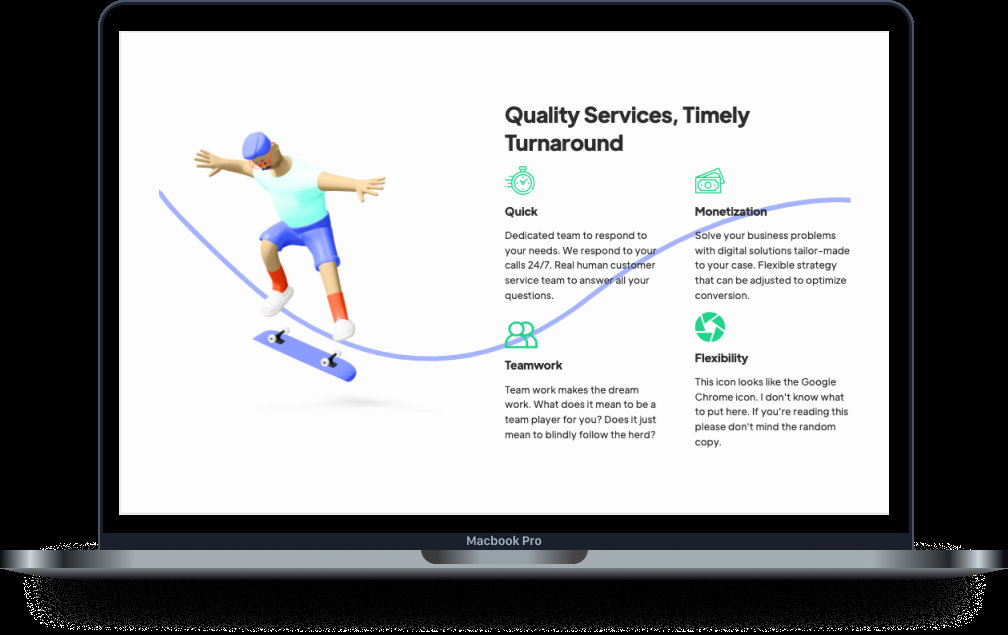 Quality Services, Timely
Turnaround
Quick
Dedicated team to respond to
your needs. We respond to your
calls 24/7. Real human customer
service team to answer all your
questions.
Monetization
Solve your business problems
with digital solutions tailor-made
to your case. Flexible strategy
that can be adjusted to optimize
conversion.
Teamwork
Team work makes the dream
work. What does it mean to be a
team player for you? Does it just
mean to blindly follow the herd?
Flexibility
This icon looks like the Google
Chrome icon. I don't know what
to put here. If you're reading this
please don't mind the random
copy.
Macbook Pro